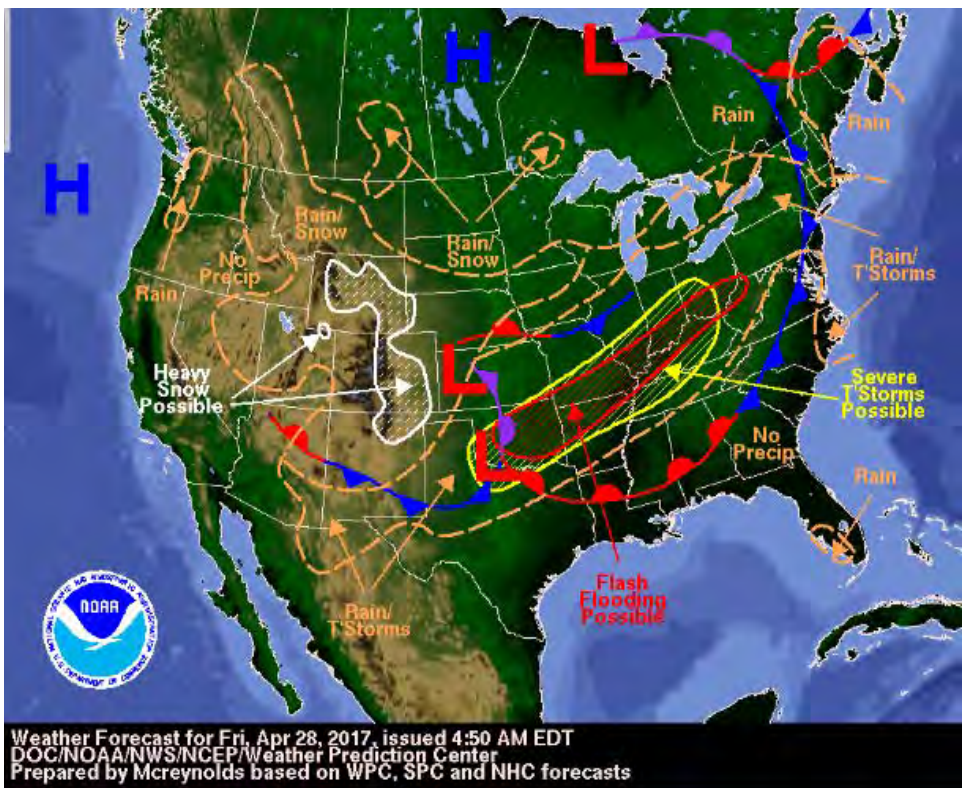 H
L
H
Rain
Rain
Rain/
Snow
Rain/
Snow
No
Precip
Rain
Rain/
T'Storms
Heavy
Snow
Possible
L
L
Severe
T'Storms
Possible
No
Precip
Rain
Flash
Flooding
Possible
Rain/
T'Storms
NOAA
Weather Forecast for Fri, Apr 28, 2017, issued 4:50 AM EDT
DOC/NOAA/NWS/NCEP/Weather Prediction Center
Prepared by Mcreynolds based on WPC, SPC and NHC forecasts